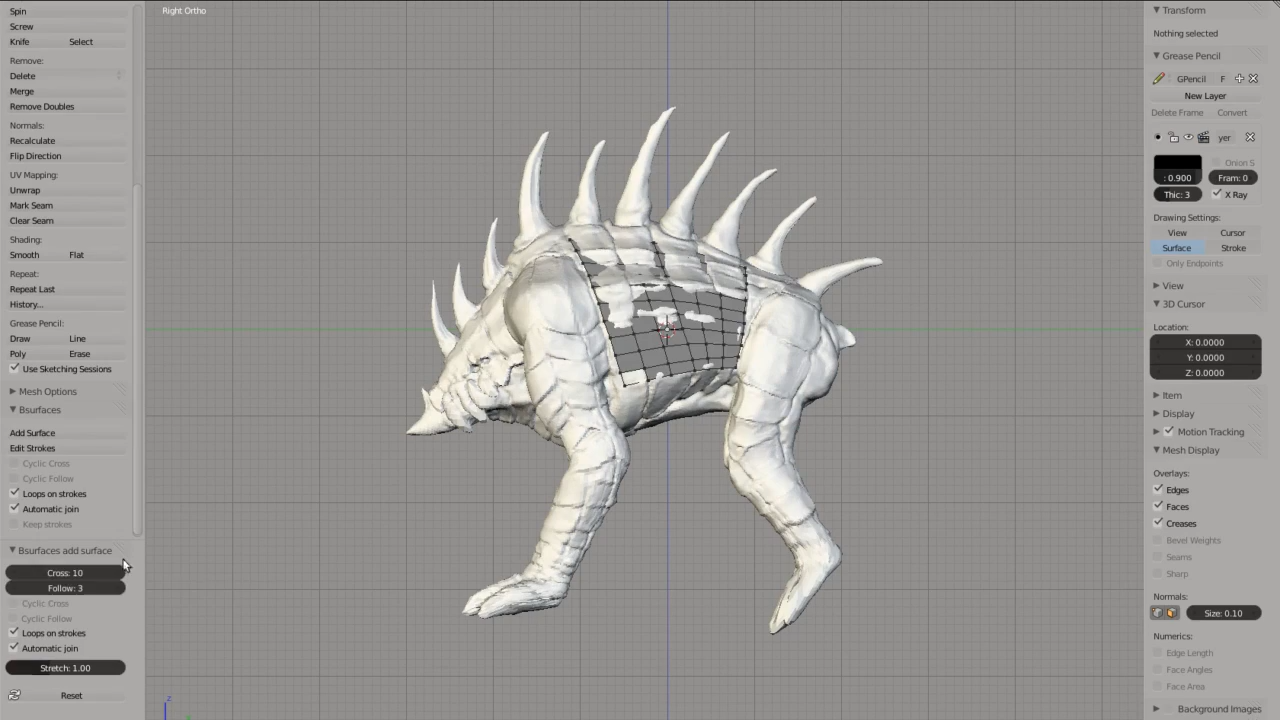 Spin
Screw
Knife Select
Remove:
Delete
Merge
Remove Doubles
Normals:
Recalculate
Flip Direction
UV Mapping:
Unwrap
Mark Seam
Clear Seam
Shading:
Smooth Flat
Repeat:
Repeat Last
History...
Grease Pencil:
Draw Line
Poly Erase
Use Sketching Sessions
Mesh Options
Bsurfaces
Add Surface
Edit Strokes
Cyclic Cross
Cyclic Follow
Loops on strokes
Automatic join
Keep strokes
Bsurfaces add surface
Cross: 10
Follow: 3
Cyclic Cross
Cyclic Follow
Loops on strokes
Automatic join
Stretch: 1.00
Reset
Right Ortho
z
Transform
Nothing selected
Grease Pencil
GPencil F
New Layer
Delete Frame Convert
yer
Onion S
: 0.900 Fram: 0
Thic: 3 X Ray
Drawing Settings:
View Cursor
Surface Stroke
Only Endpoints
View
3D Cursor
Location:
X: 0.0000
Y: 0.0000
Z: 0.0000
Item
Display
Motion Tracking
Mesh Display
Overlays:
Edges
Faces
Creases
Bevel Weights
Seams
Sharp
Normals:
Size: 0.10
Numerics:
Edge Length
Face Angles
Face Area
Background Images